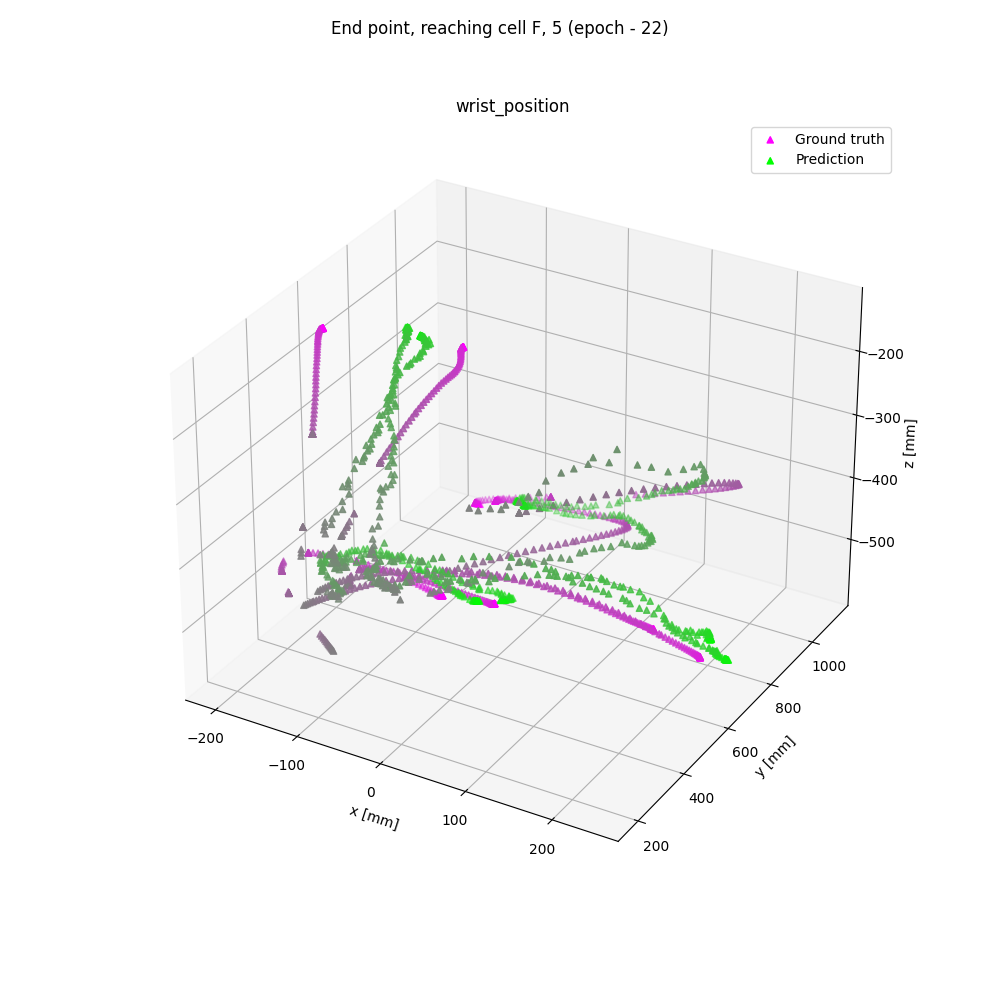 End point, reaching cell F, 5 (epoch - 22)
wrist_position
Ground truth
Prediction
−200
−300
−400
−500
z [mm]
1000
800
600
400
200
y [mm]
−200
−100
0
100
200
x [mm]